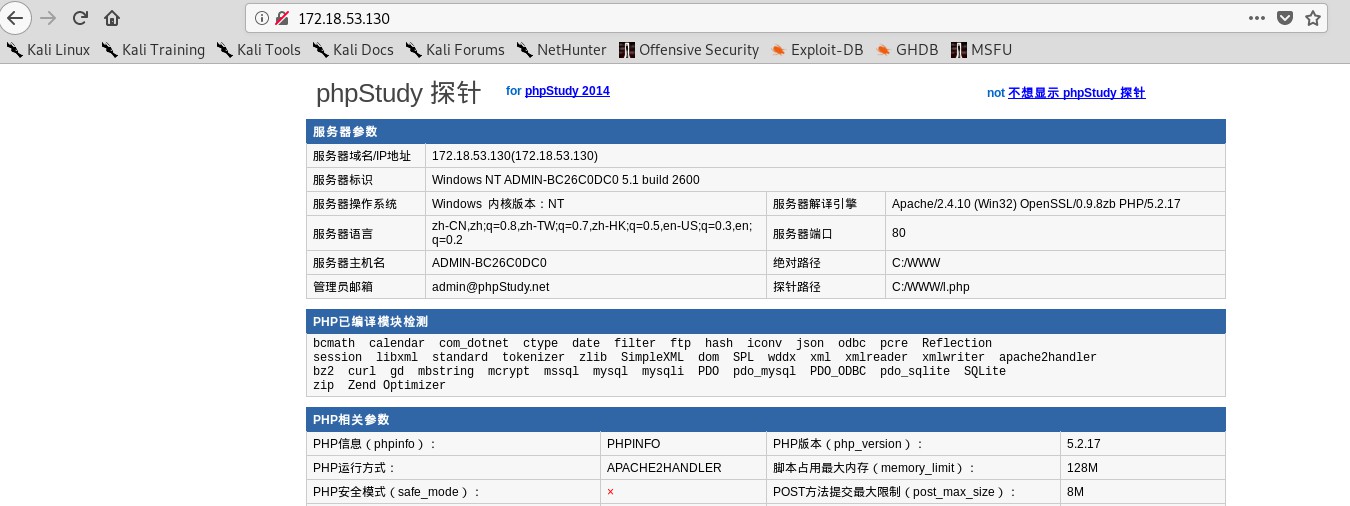 172.18.53.130
Kali Linux Kali Training Kali Tools Kali Docs Kali Forums NetHunter Offensive Security Exploit-DB GHDB MSFU
phpStudy 探针 for phpStudy 2014 not 不想显示 phpStudy 探针
服务器参数
服务器域名/IP地址 172.18.53.130(172.18.53.130)
服务器标识 Windows NT ADMIN-BC26C0DC0 5.1 build 2600
服务器操作系统 Windows 内核版本：NT 服务器解译引擎 Apache/2.4.10 (Win32) OpenSSL/0.9.8zb PHP/5.2.17
服务器语言 zh-CN,zh;q=0.8,zh-TW;q=0.7,zh-HK;q=0.5,en-US;q=0.3,en;
q=0.2 服务器端口 80
服务器主机名 ADMIN-BC26C0DC0 绝对路径 C:/WWW
管理员邮箱 admin@phpStudy.net 探针路径 C:/WWW/l.php
PHP已编译模块检测
bcmath calendar com_dotnet ctype date filter ftp hash iconv json odbc pcre Reflection
session libxml standard tokenizer zlib SimpleXML dom SPL wddx xml xmlreader xmlwriter apache2handler
bz2 curl gd mbstring mcrypt mssql mysql mysqli PDO pdo_mysql PDO_ODBC pdo_sqlite SQLite
zip Zend Optimizer
PHP相关参数
PHP信息（phpinfo）： PHPINFO PHP版本（php_version）： 5.2.17
PHP运行方式： APACHE2HANDLER 脚本占用最大内存（memory_limit）： 128M
PHP安全模式（safe_mode）： × POST方法提交最大限制（post_max_size）： 8M